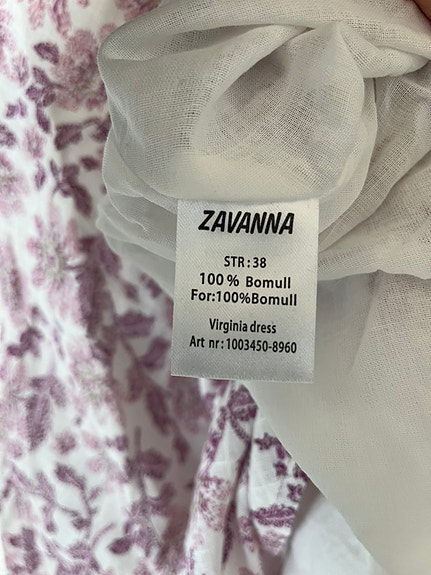 ZAVANNA
STR : 38
100 % Bomull
For:100%Bomull
Virginia dress
Art nr : 1003450-8960